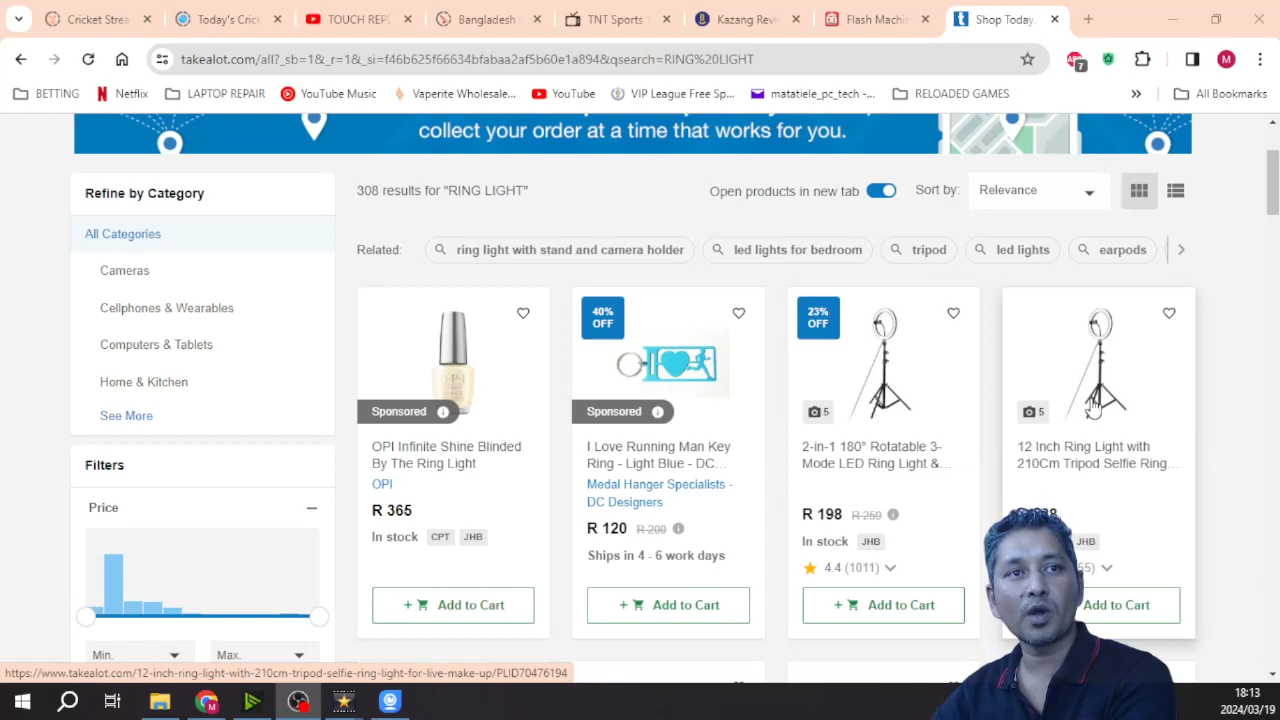 Cricket Strea
Today's Crick
TOUCH REPL
Bangladesh
TNT Sports
Kazang Revi
Flash Machin
Shop Today
takealot.com/all?_sb=1&_r=1&_si=f46b625f66634bfabaa2af5b60e1a894&qsearch=RING%20LIGHT
7
M
BETTING
Netflix
LAPTOP REPAIR
YouTube Music
Vaperite Wholesale...
YouTube
VIP League Free Sp...
matatiele_pc_tech -...
RELOADED GAMES
»
All Bookmarks
collect your order at a time that works for you.
Refine by Category
All Categories
Cameras
Cellphones & Wearables
Computers & Tablets
Home & Kitchen
See More
Filters
Price
Min.
Max.
308 results for "RING LIGHT"
Open products in new tab
Sort by:
Relevance
Related:
ring light with stand and camera holder
led lights for bedroom
tripod
led lights
earpods
Sponsored
OPI Infinite Shine Blinded
By The Ring Light
OPI
R 365
In stock
CPT
JHB
+ Add to Cart
40%
OFF
Sponsored
I Love Running Man Key
Ring - Light Blue - DC...
Medal Hanger Specialists -
DC Designers
R 120
R 200
Ships in 4 - 6 work days
+ Add to Cart
23%
OFF
5
2-in-1 180° Rotatable 3-
Mode LED Ring Light &...
R 198
R 259
In stock
JHB
4.4 (1011)
+ Add to Cart
5
12 Inch Ring Light with
210Cm Tripod Selfie Ring...
JHB
55)
Add to Cart
https://www.takealot.com/12-inch-ring-light-with-210cm-tripod-selfie-ring-light-for-live-make-up/PLID70476194
18:13
2024/03/19